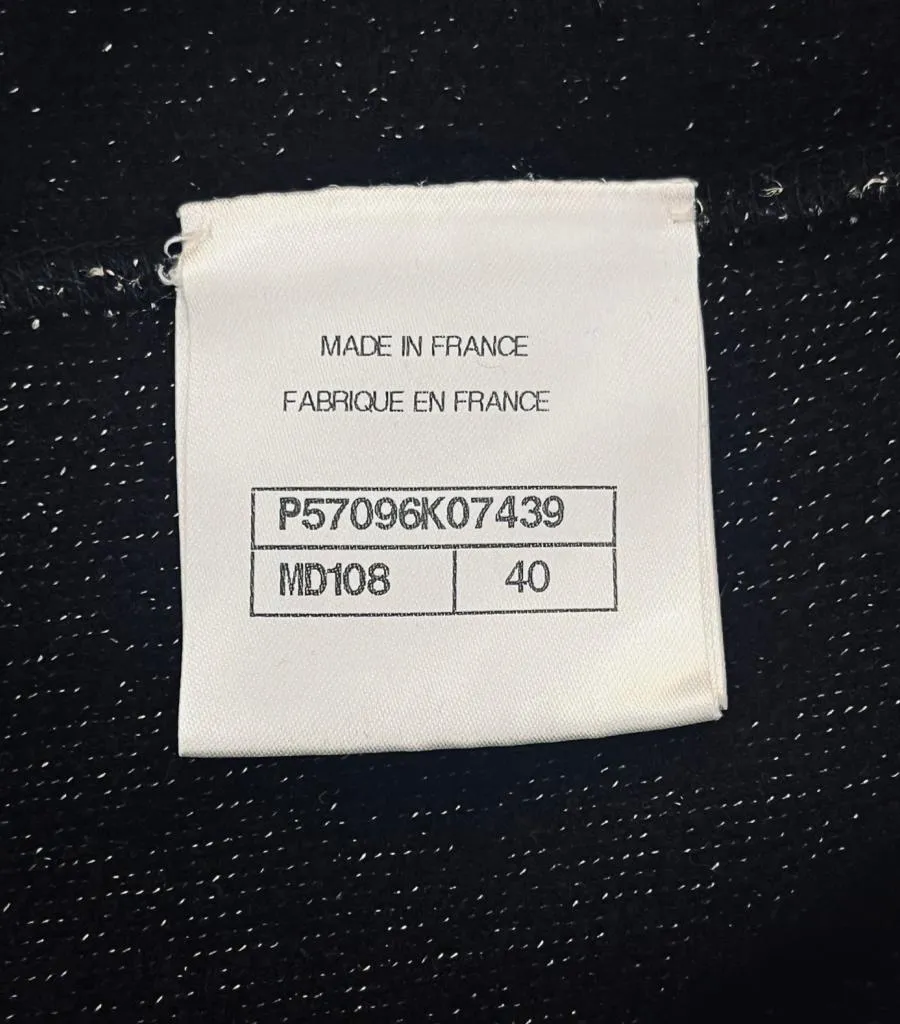 MADE IN FRANCE
FABRIQUE EN FRANCE
P57096K07439
MD108 40